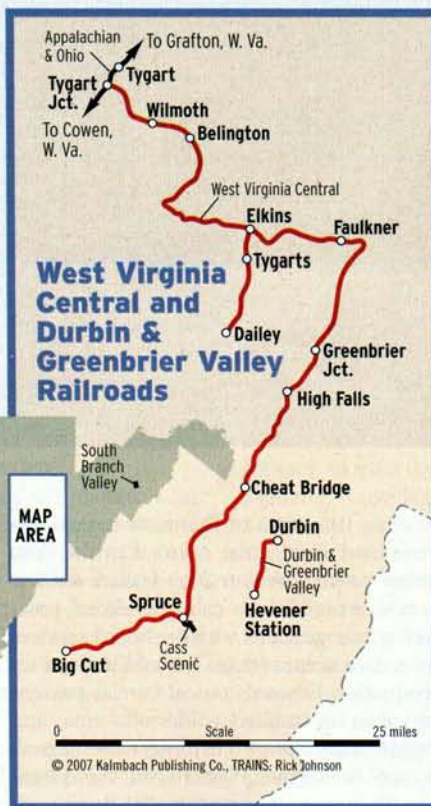 To Grafton, W. Va.
Appalachian
& Ohio
Tygart
Tygart
Jct.
Wilmoth
To Cowen,
W. Va.
Belington
West Virginia Central
Elkins
Faulkner
Tygarts
West Virginia
Central and
Durbin &
Greenbrier Valley
Railroads
Dailey
Greenbrier
Jct.
High Falls
South
Branch
Valley
Cheat Bridge
MAP
AREA
Durbin
Durbin &
Greenbrier
Valley
Hevener
Station
Spruce
Cass
Scenic
Big Cut
0 Scale 25 miles
© 2007 Kalmbach Publishing Co., TRAINS: Rick Johnson